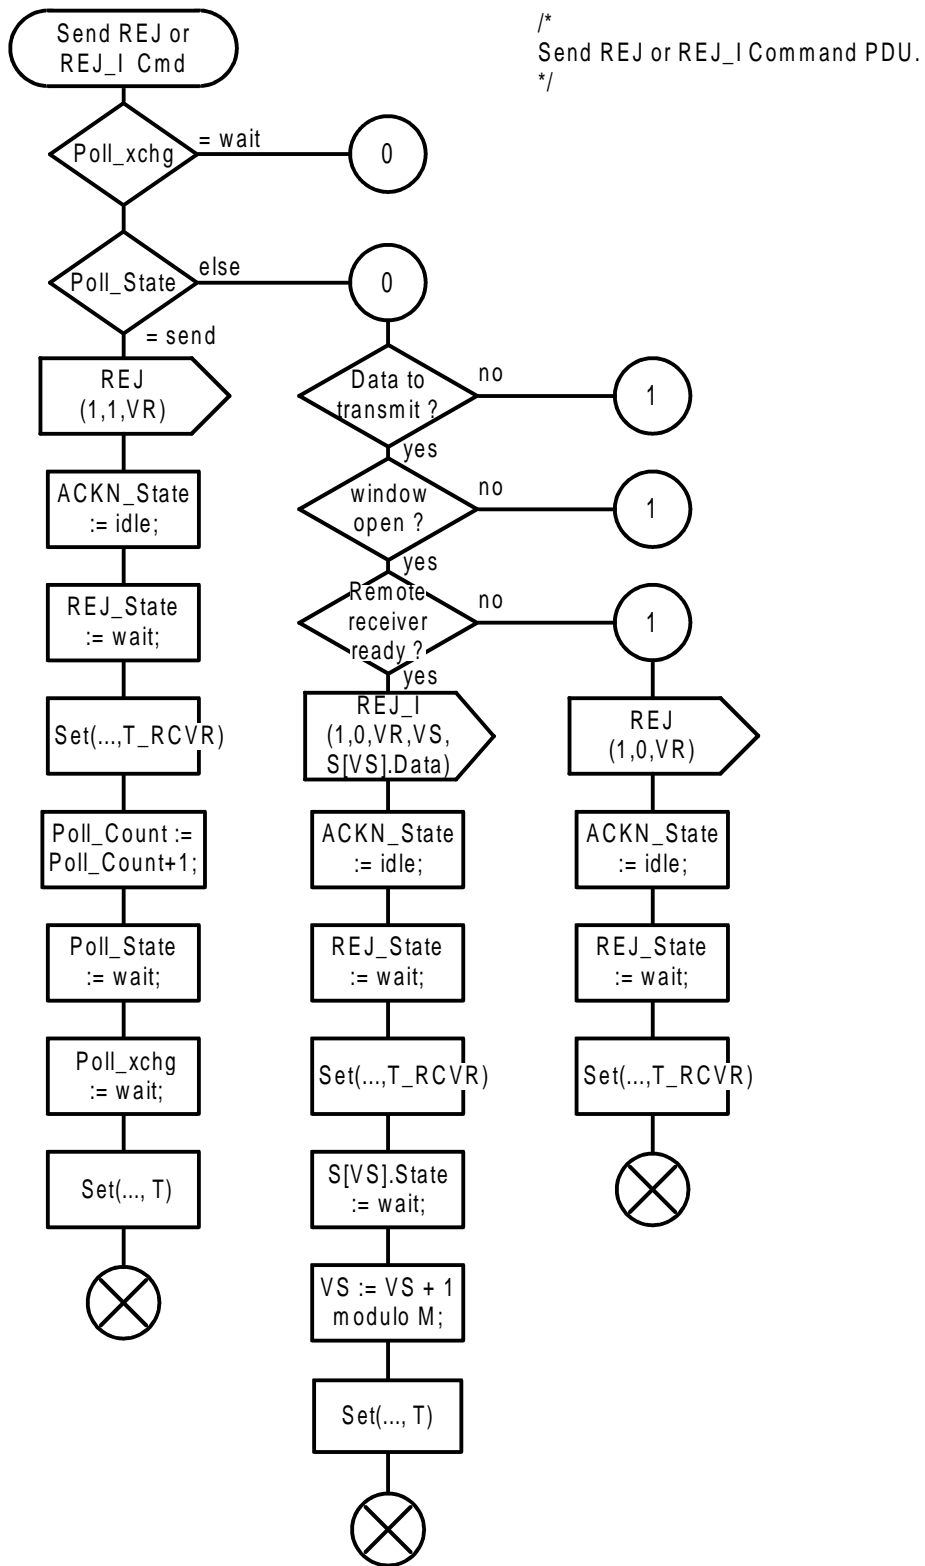 Send REJ or
REJ_I Cmd
/*
Send REJ or REJ_I Command PDU.
*/
Poll_xchg
= wait
0
Poll_State
else
0
= send
REJ
(1,1,VR)
ACKN_State
:= idle;
REJ_State
:= wait;
Set(...,T_RCVR)
Poll_Count :=
Poll_Count+1;
Poll_State
:= wait;
Poll_xchg
:= wait;
Set(..., T)
Data to
transmit ?
no
1
yes
window
open ?
no
1
yes
Remote
receiver
ready ?
no
1
yes
REJ_I
(1,0,VR,VS,
S[VS].Data)
ACKN_State
:= idle;
REJ_State
:= wait;
Set(...,T_RCVR)
S[VS].State
:= wait;
VS := VS + 1
modulo M;
Set(..., T)
REJ
(1,0,VR)
ACKN_State
:= idle;
REJ_State
:= wait;
Set(...,T_RCVR)